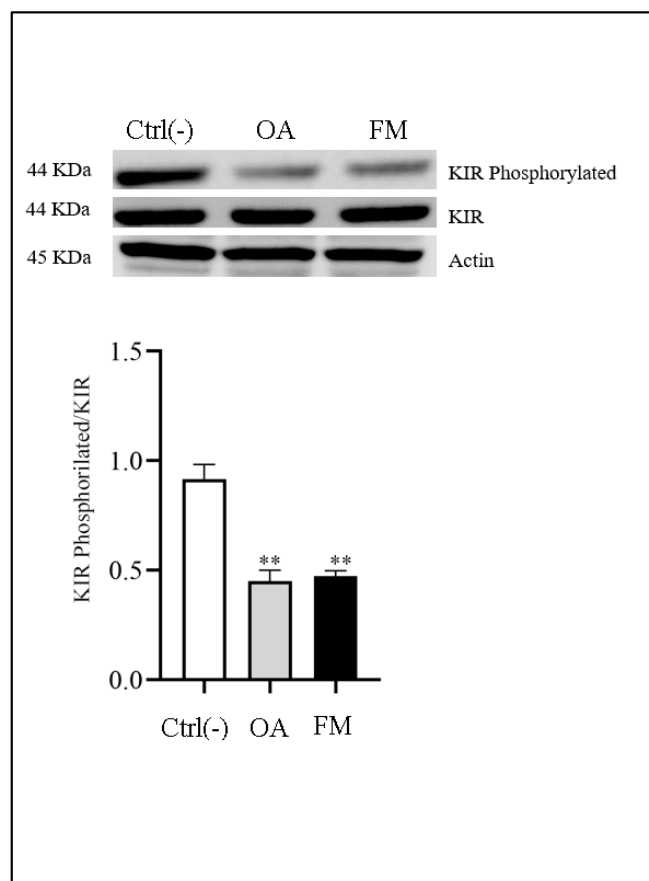 Ctrl(-) OA FM
44 KDa KIR Phosphorylated
44 KDa KIR
45 KDa Actin
KIR Phosphorilated/KIR
1.5
1.0
0.5
0.0
** **
Ctrl(-) OA FM